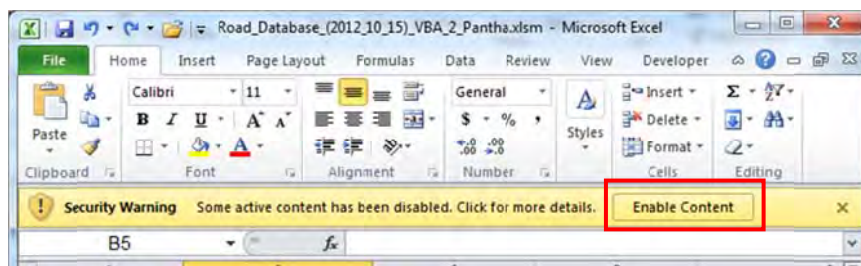 Road_Database_(2012_10_15)_VBA_2_Pantha.xlsm - Microsoft Excel
File Home Insert Page Layout Formulas Data Review View Developer
Calibri 11 General Insert Σ
Paste B I U A A $ % , Styles Delete
A .00 .0 Format
Clipboard Font Alignment Number Cells Editing
Security Warning Some active content has been disabled. Click for more details. Enable Content
B5 fx